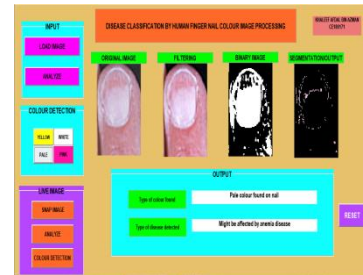 DISEASE CLASSIFICATION BY HUMAN FINGER NAIL COLOUR IMAGE PROCESSING
INPUT
LOAD IMAGE
ANALYZE
ORIGINAL IMAGE
FILTERING
BINARY IMAGE
SEGMENTATION/OUTPUT
COLOUR DETECTION
YELLOW
WHITE
PALE
PINK
LIVE IMAGE
SNAP IMAGE
ANALYZE
COLOUR DETECTION
OUTPUT
Type of colour found
Pale colour found on nail
Type of disease detected
Might be affected by anemia disease
RESET